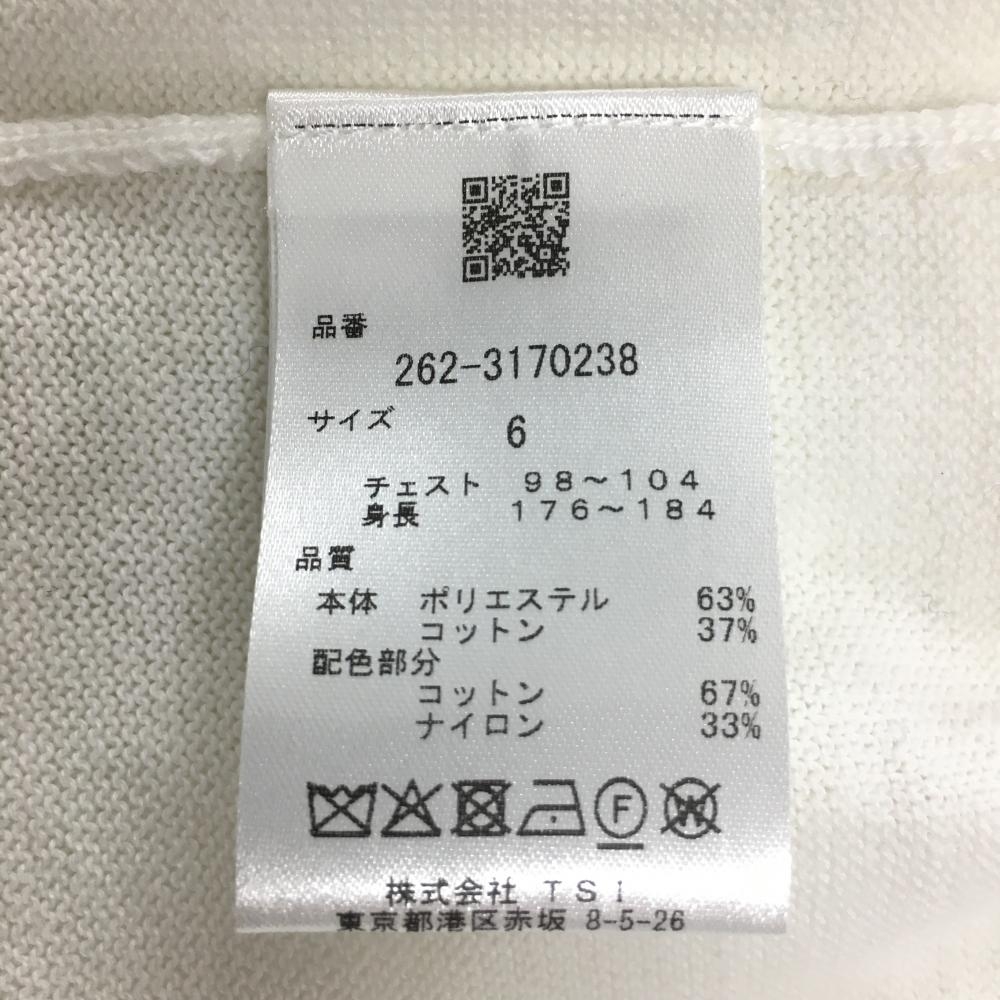 品番
262-3170238
サイズ 6
チェスト 98～104
身長 176～184
品質
本体 ポリエステル 63%
コットン 37%
配色部分
コットン 67%
ナイロン 33%
F W
株式会社 TSI
東京都港区赤坂 8-5-26